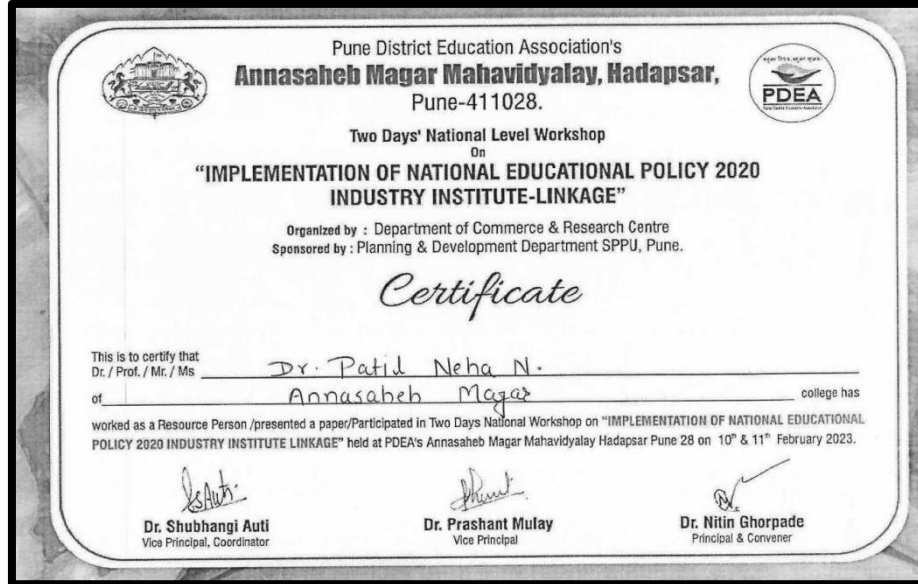 Pune District Education Association's
Annasaheb Magar Mahavidyalay, Hadapsar,
Pune-411028.
PDEA
Two Days' National Level Workshop
On
"IMPLEMENTATION OF NATIONAL EDUCATIONAL POLICY 2020
INDUSTRY INSTITUTE-LINKAGE"
Organized by : Department of Commerce & Research Centre
Sponsored by : Planning & Development Department SPPU, Pune.
Certificate
This is to certify that
Dr. / Prof. / Mr. / Ms Dr. Patil Neha N.
of Annasaheb Magar college has
worked as a Resource Person /presented a paper/Participated in Two Days National Workshop on "IMPLEMENTATION OF NATIONAL EDUCATIONAL
POLICY 2020 INDUSTRY INSTITUTE LINKAGE" held at PDEA's Annasaheb Magar Mahavidyalay Hadapsar Pune 28 on 10th & 11th February 2023.
Dr. Shubhangi Auti
Vice Principal, Coordinator
Dr. Prashant Mulay
Vice Principal
Dr. Nitin Ghorpade
Principal & Convener